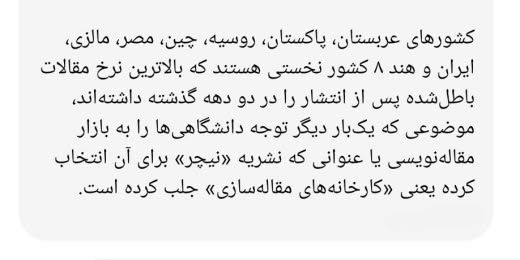 کشورهای عربستان، پاکستان، روسیه، چین، مصر، مالزی،
ایران و هند ۸ کشور نخستی هستند که بالاترین نرخ مقالات
باطل‌شده پس از انتشار را در دو دهه گذشته داشته‌اند،
موضوعی که یک‌بار دیگر توجه دانشگاهی‌ها را به بازار
مقاله‌نویسی یا عنوانی که نشریه «نیچر» برای آن انتخاب
کرده یعنی «کارخانه‌های مقاله‌سازی» جلب کرده است.